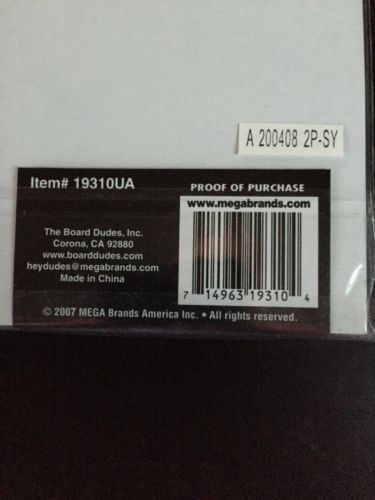 A 200408 2P-SY
Item# 19310UA
PROOF OF PURCHASE
www.megabrands.com
The Board Dudes, Inc.
Corona, CA 92880
www.boarddudes.com
heydudes@megabrands.com
Made in China
7 14963 19310 4
© 2007 MEGA Brands America Inc. • All rights reserved.